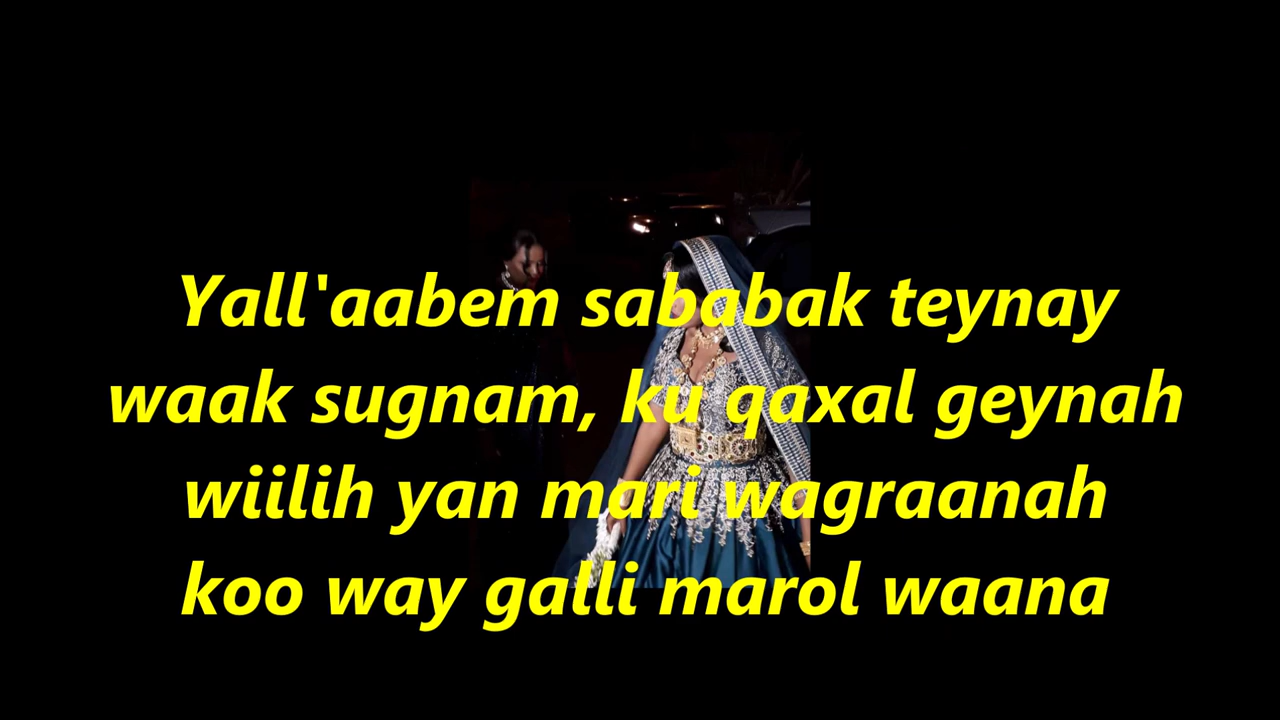 Yall'aabem sababak teynay
waak sugnam, ku qaxal geynah
wiilih yan mari wagraanah
koo way galli marol waana